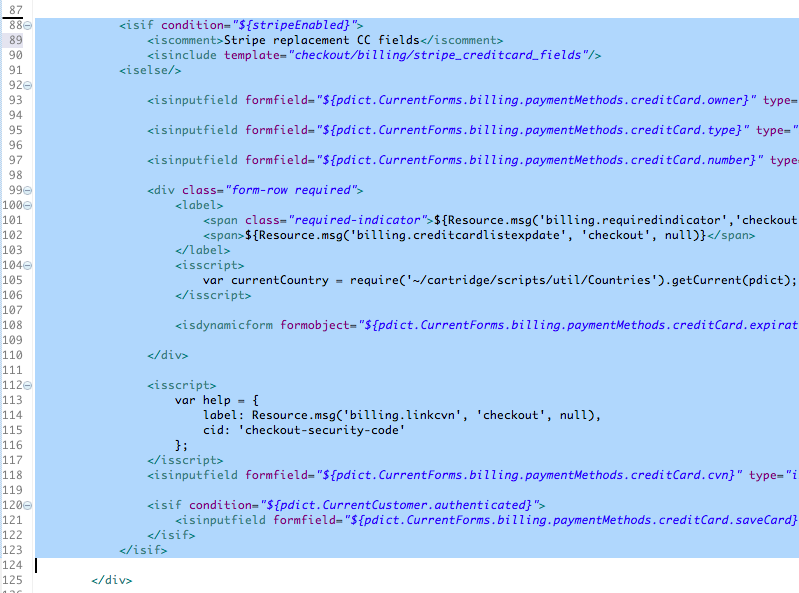 87
88 <isif condition="${stripeEnabled}">
89 <iscomment>Stripe replacement CC fields</iscomment>
90 <isinclude template="checkout/billing/stripe_creditcard_fields"/>
91 <iselse/>
92
93 <isinputfield formfield="${pdict.CurrentForms.billing.paymentMethods.creditCard.owner}" type=
94
95 <isinputfield formfield="${pdict.CurrentForms.billing.paymentMethods.creditCard.type}" type="
96
97 <isinputfield formfield="${pdict.CurrentForms.billing.paymentMethods.creditCard.number}" type
98
99 <div class="form-row required">
100 <label>
101 <span class="required-indicator">${Resource.msg('billing.requiredindicator','checkout
102 <span>${Resource.msg('billing.creditcardlistexpdate', 'checkout', null)}</span>
103 </label>
104 <isscript>
105 var currentCountry = require('~/cartridge/scripts/util/Countries').getCurrent(pdict);
106 </isscript>
107
108 <isdynamicform formobject="${pdict.CurrentForms.billing.paymentMethods.creditCard.expirat
109
110 </div>
111
112 <isscript>
113 var help = {
114 label: Resource.msg('billing.linkcvn', 'checkout', null),
115 cid: 'checkout-security-code'
116 };
117 </isscript>
118 <isinputfield formfield="${pdict.CurrentForms.billing.paymentMethods.creditCard.cvn}" type="i
119
120 <isif condition="${pdict.CurrentCustomer.authenticated}">
121 <isinputfield formfield="${pdict.CurrentForms.billing.paymentMethods.creditCard.saveCard}
122 </isif>
123 </isif>
124
125 </div>